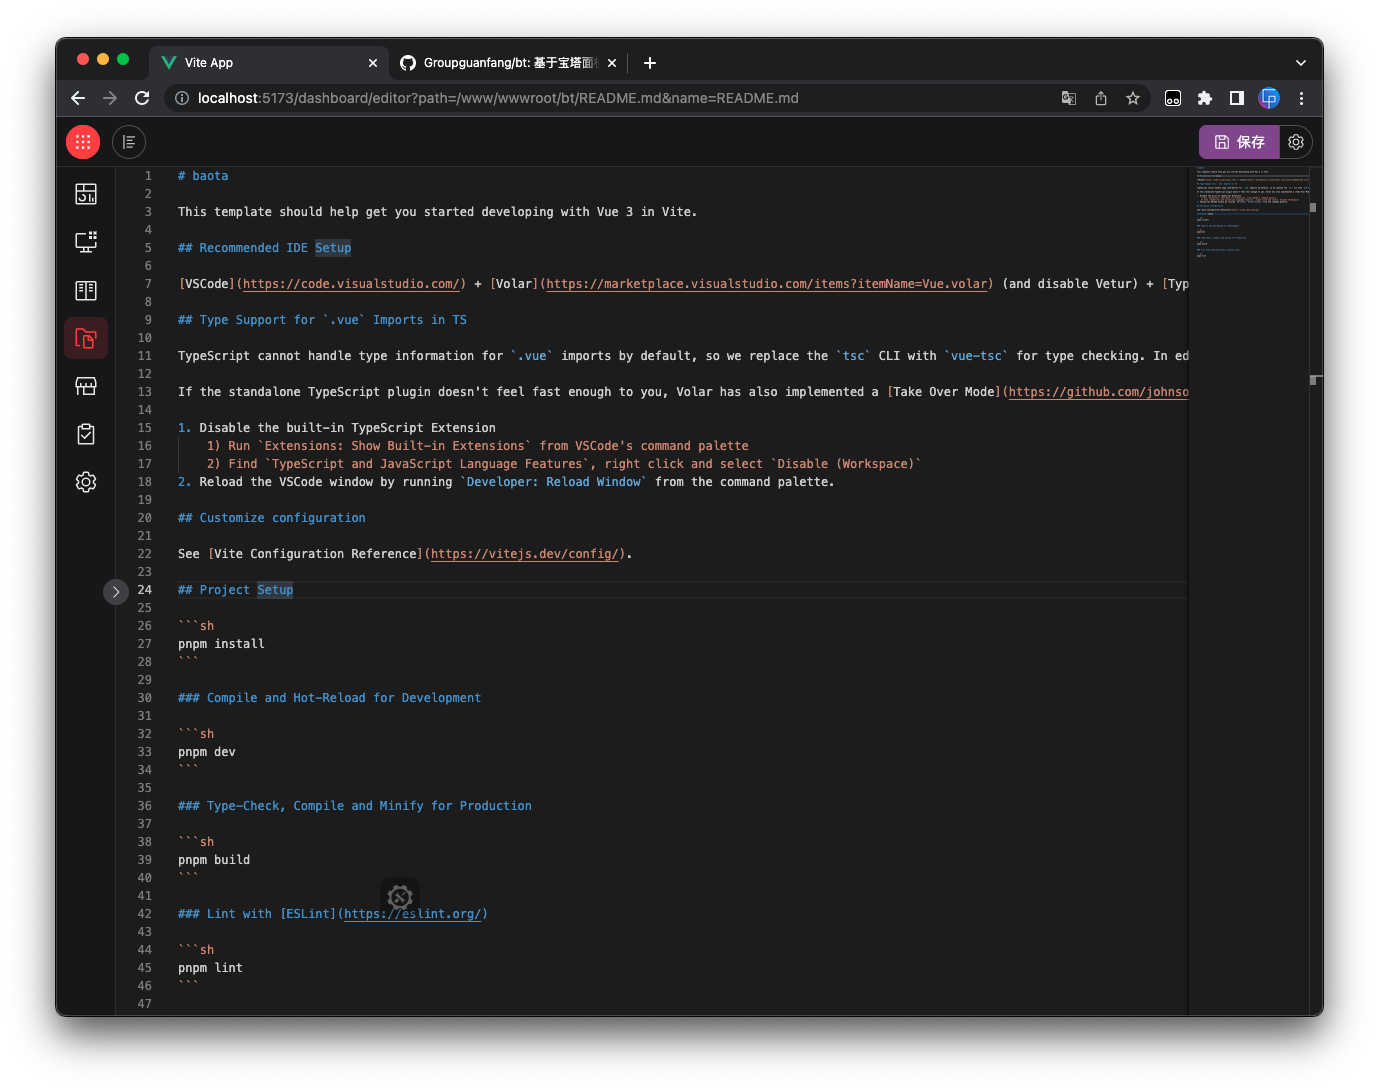 Vite App
Groupguanfang/bt: 基于宝塔面
localhost:5173/dashboard/editor?path=/www/wwwroot/bt/README.md&name=README.md
保存
1 # baota
2
3 This template should help get you started developing with Vue 3 in Vite.
4
5 ## Recommended IDE Setup
6
7 [VSCode](https://code.visualstudio.com/) + [Volar](https://marketplace.visualstudio.com/items?itemName=Vue.volar) (and disable Vetur) + [Typ
8
9 ## Type Support for `.vue` Imports in TS
10
11 TypeScript cannot handle type information for `.vue` imports by default, so we replace the `tsc` CLI with `vue-tsc` for type checking. In ed
12
13 If the standalone TypeScript plugin doesn't feel fast enough to you, Volar has also implemented a [Take Over Mode](https://github.com/johnso
14
15 1. Disable the built-in TypeScript Extension
16 1) Run `Extensions: Show Built-in Extensions` from VSCode's command palette
17 2) Find `TypeScript and JavaScript Language Features`, right click and select `Disable (Workspace)`
18 2. Reload the VSCode window by running `Developer: Reload Window` from the command palette.
19
20 ## Customize configuration
21
22 See [Vite Configuration Reference](https://vitejs.dev/config/).
23
24 ## Project Setup
25
26 ```sh
27 pnpm install
28 ```
29
30 ### Compile and Hot-Reload for Development
31
32 ```sh
33 pnpm dev
34 ```
35
36 ### Type-Check, Compile and Minify for Production
37
38 ```sh
39 pnpm build
40 ```
41
42 ### Lint with [ESLint](https://eslint.org/)
43
44 ```sh
45 pnpm lint
46 ```
47